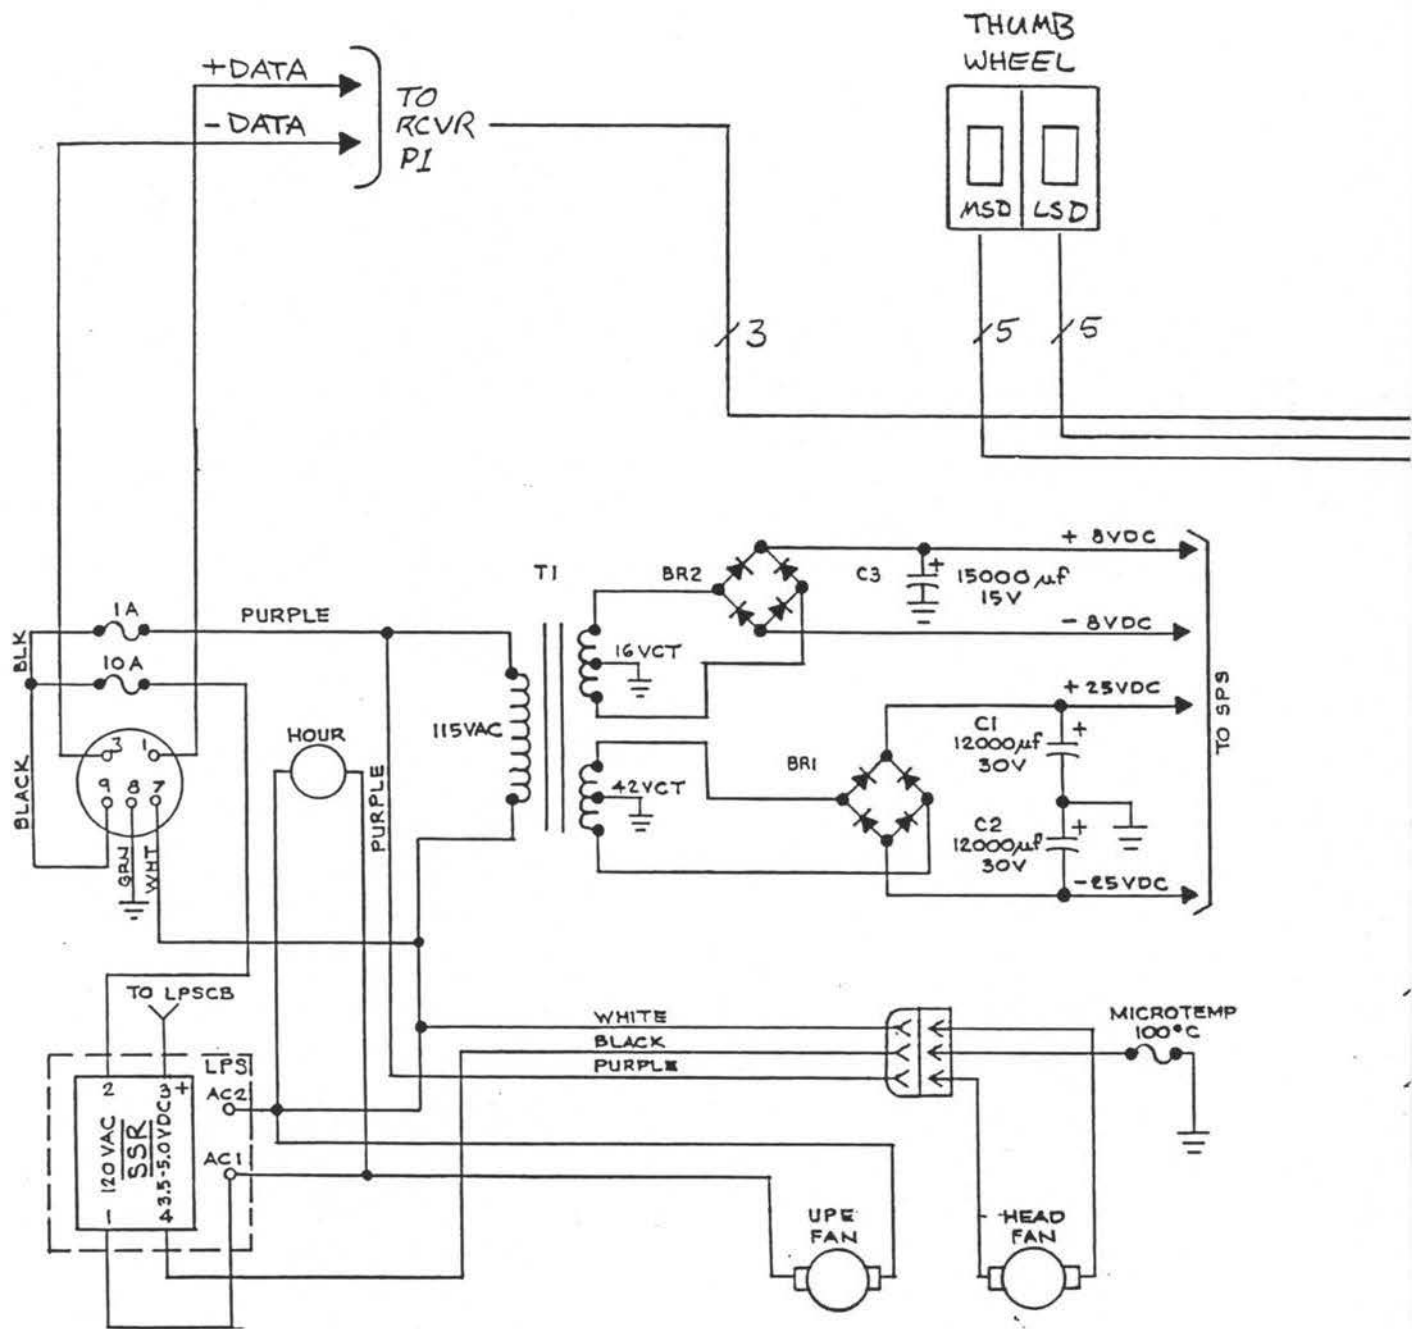 THUMB
WHEEL
MSD LSD
+DATA
-DATA
TO
RCVR
P1
3
5
5
1A
PURPLE
BLK
10A
BLACK
3 1
9 8 7
GRN
WHT
HOUR
PURPLE
115VAC
T1
16VCT
42VCT
BR2
BR1
C3
+
15000 µf
15V
+ 8VDC
- 8VDC
+25VDC
C1
12000µf
30V
+
C2
12000µf
30V
+
-25VDC
TO SPS
TO LPSCB
LPS
2
3 +
120VAC
SSR
3.5-5.0VDC
1
4
AC2
AC1
WHITE
BLACK
PURPLE
MICROTEMP
100°C
UPE
FAN
HEAD
FAN